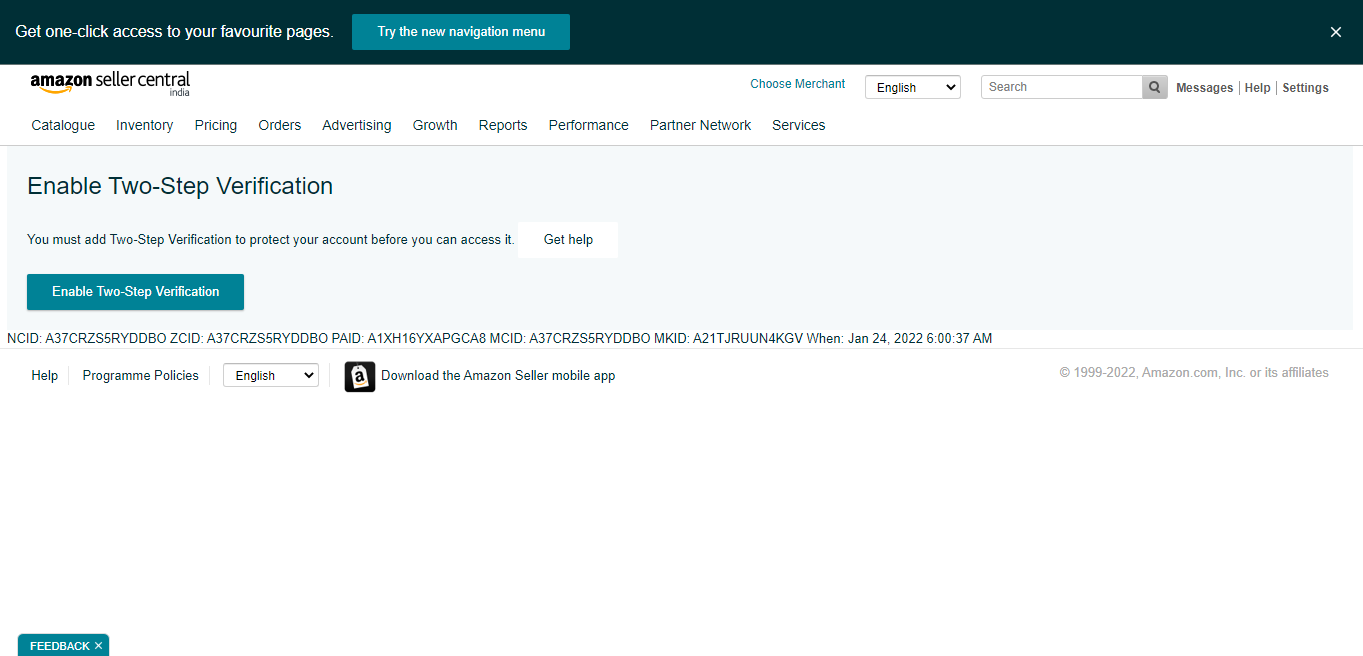 Get one-click access to your favourite pages. Try the new navigation menu ×
amazon seller central
india
Choose Merchant English Search Messages Help Settings
Catalogue Inventory Pricing Orders Advertising Growth Reports Performance Partner Network Services
Enable Two-Step Verification
You must add Two-Step Verification to protect your account before you can access it. Get help
Enable Two-Step Verification
NCID: A37CRZS5RYDDBO ZCID: A37CRZS5RYDDBO PAID: A1XH16YXAPGCA8 MCID: A37CRZS5RYDDBO MKID: A21TJRUUN4KGV When: Jan 24, 2022 6:00:37 AM
Help Programme Policies English a Download the Amazon Seller mobile app © 1999-2022, Amazon.com, Inc. or its affiliates
FEEDBACK ×